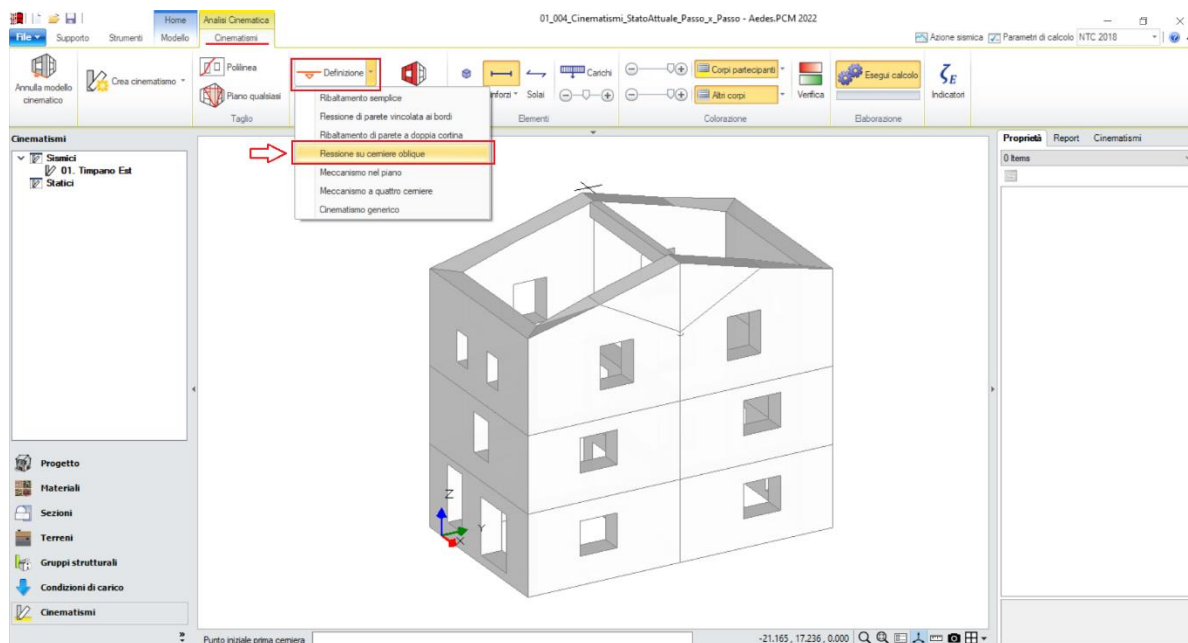 01_004_Cinematismi_StatoAttuale_Passo_x_Passo - Aedes.PCM 2022
Home
Analisi Cinematica
File
Supporto
Strumenti
Modello
Cinematismi
Azione sismica
Parametri di calcolo
NTC 2018
Annulla modello cinematico
Crea cinematismo
Polilinea
Piano qualsiasi
Taglio
Definizione
Rinforzi
Solai
Carichi
Elementi
Corpi partecipanti
Altri corpi
Colorazione
Verifica
Esegui calcolo
Elaborazione
ζE
Indicatori
Ribaltamento semplice
Flessione di parete vincolata ai bordi
Ribaltamento di parete a doppia cortina
Flessione su cerniere oblique
Meccanismo nel piano
Meccanismo a quattro cerniere
Cinematismo generico
Cinematismi
Sismici
01. Timpano Est
Statici
Progetto
Materiali
Sezioni
Terreni
Gruppi strutturali
Condizioni di carico
Cinematismi
Z
Y
X
Proprietà
Report
Cinematismi
0 Items
Punto iniziale prima cerniera
-21.165 , 17.236 , 0.000